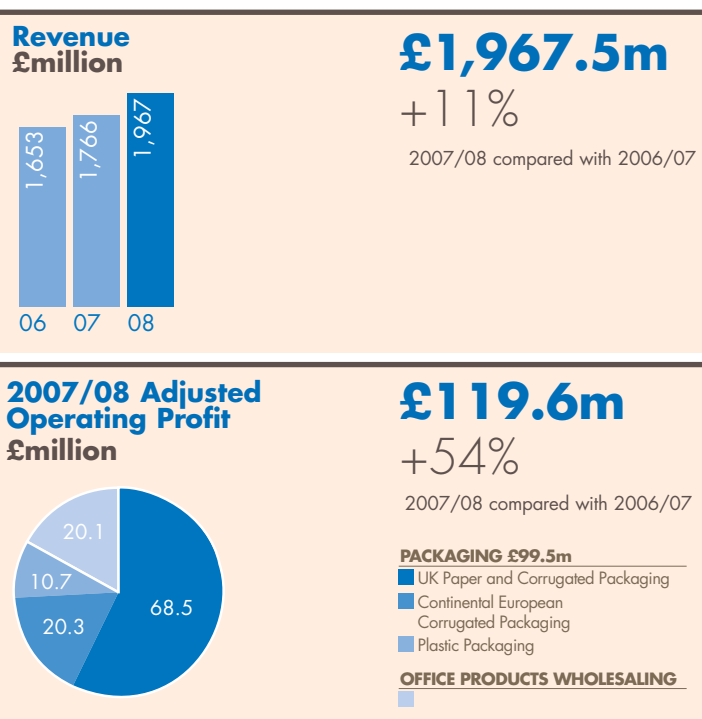 Revenue
£million
£1,967.5m
+11%
2007/08 compared with 2006/07
1,653
1,766
1,967
06
07
08
2007/08 Adjusted
Operating Profit
£million
£119.6m
+54%
2007/08 compared with 2006/07
20.1
10.7
20.3
68.5
PACKAGING £99.5m
UK Paper and Corrugated Packaging
Continental European
Corrugated Packaging
Plastic Packaging
OFFICE PRODUCTS WHOLESALING